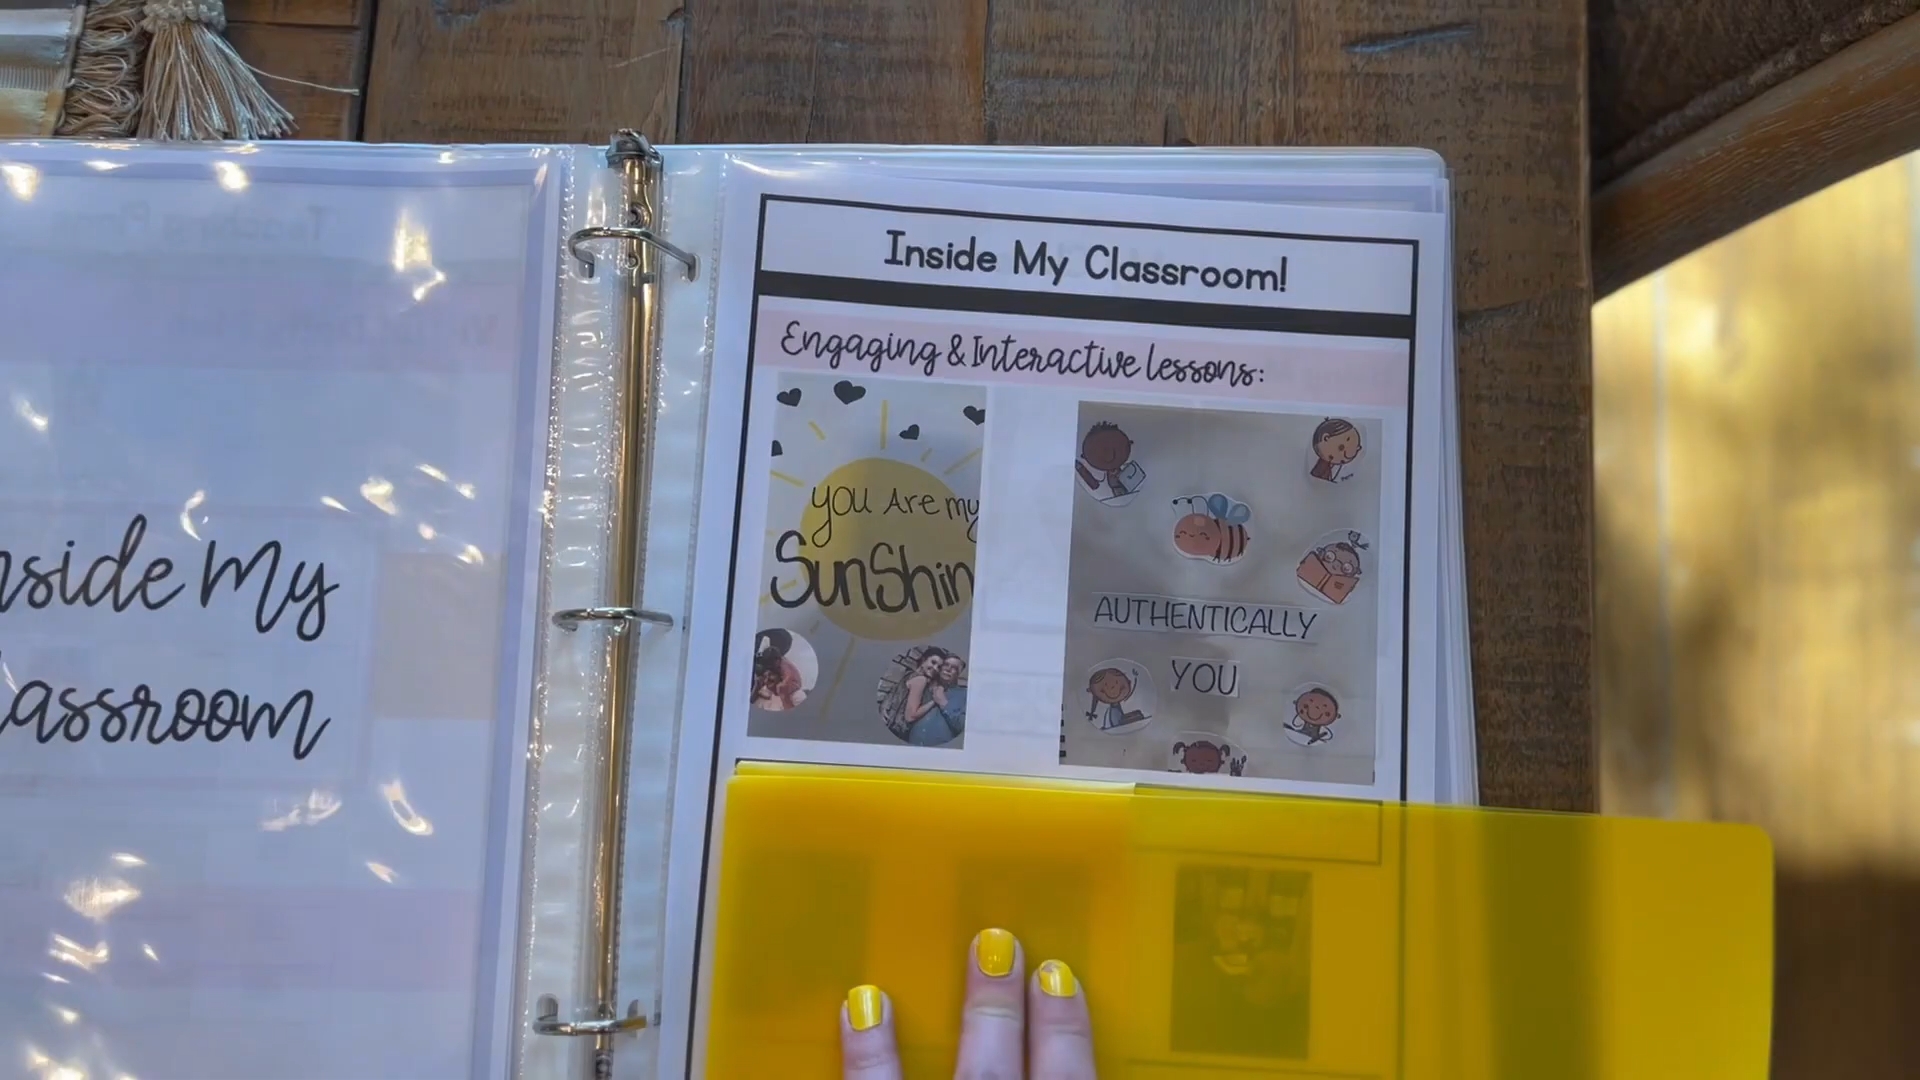 nside My
lassroom
Inside My Classroom!
Engaging & Interactive Lessons:
you Are my
SunShin
AUTHENTICALLY
YOU